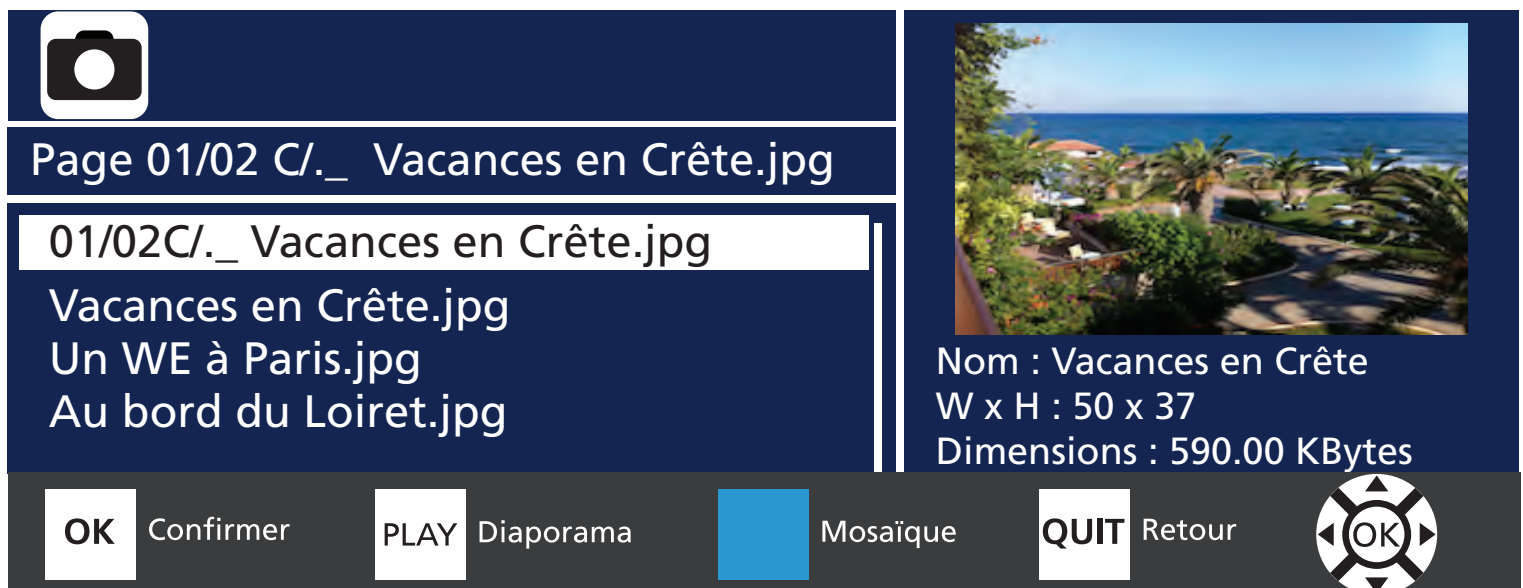 Page 01/02 C/._ Vacances en Crête.jpg
01/02C/._ Vacances en Crête.jpg
Vacances en Crête.jpg
Un WE à Paris.jpg
Au bord du Loiret.jpg
Nom : Vacances en Crête
W x H : 50 x 37
Dimensions : 590.00 KBytes
OK Confirmer PLAY Diaporama Mosaïque QUIT Retour OK